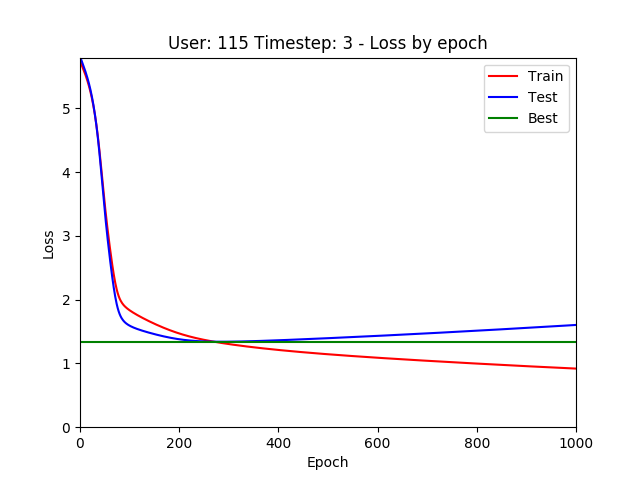 User: 115 Timestep: 3 - Loss by epoch
Train
Test
Best
5
4
3
2
1
0
Loss
0 200 400 600 800 1000
Epoch